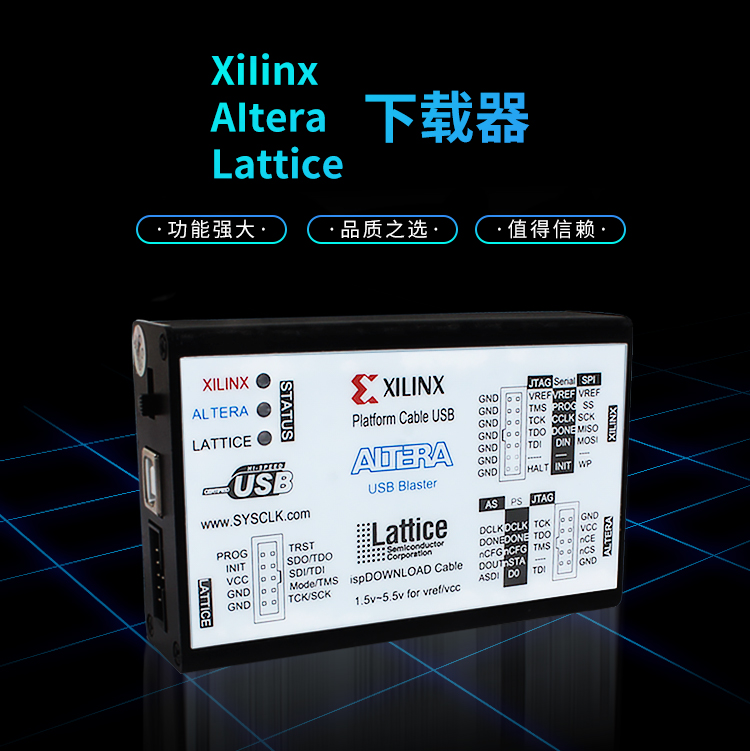 Xilinx
Altera
Lattice
下载器
·功能强大·
·品质之选·
·值得信赖·
XILINX
ALTERA
LATTICE
STATUS
HI-SPEED
CERTIFIED
USB
www.SYSCLK.com
XILINX
Platform Cable USB
ALTERA
USB Blaster
Lattice
Semiconductor
Corporation
ispDOWNLOAD Cable
1.5v~5.5v for vref/vcc
JTAG Serial SPI
GND VREF VREF VREF
GND TMS PROG SS
GND TCK CCLK SCK
GND TDO DONE MISO
GND TDI DIN MOSI
GND ---- --- ----
GND HALT INIT WP
XILINX
AS PS JTAG
DCLK DCLK TCK GND
DONE DONE TDO VCC
nCFG nCFG TMS nCE
DOUT nSTA ---- nCS
ASDI D0 TDI GND
ALTERA
PROG TRST
INIT SDO/TDO
VCC SDI/TDI
GND Mode/TMS
GND TCK/SCK
LATTICE